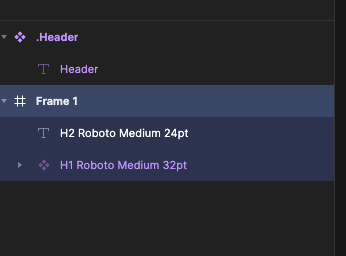 .Header
Header
Frame 1
H2 Roboto Medium 24pt
H1 Roboto Medium 32pt